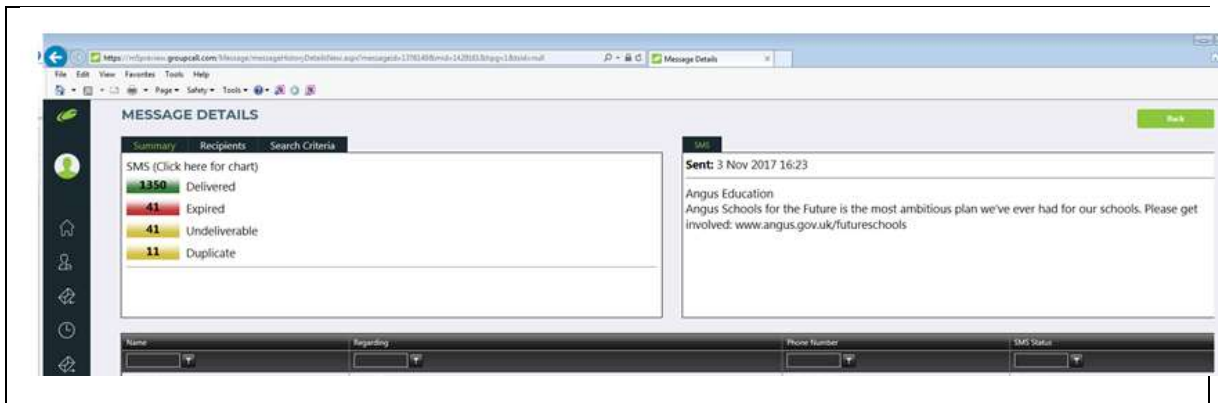 Message Details
File Edit View Favorites Tools Help
Page Safety Tools
MESSAGE DETAILS
Back
Summary Recipients Search Criteria
SMS (Click here for chart)
1350 Delivered
41 Expired
41 Undeliverable
11 Duplicate
SMS
Sent: 3 Nov 2017 16:23
Angus Education
Angus Schools for the Future is the most ambitious plan we've ever had for our schools. Please get
involved: www.angus.gov.uk/futureschools
Name Regarding Phone Number SMS Status